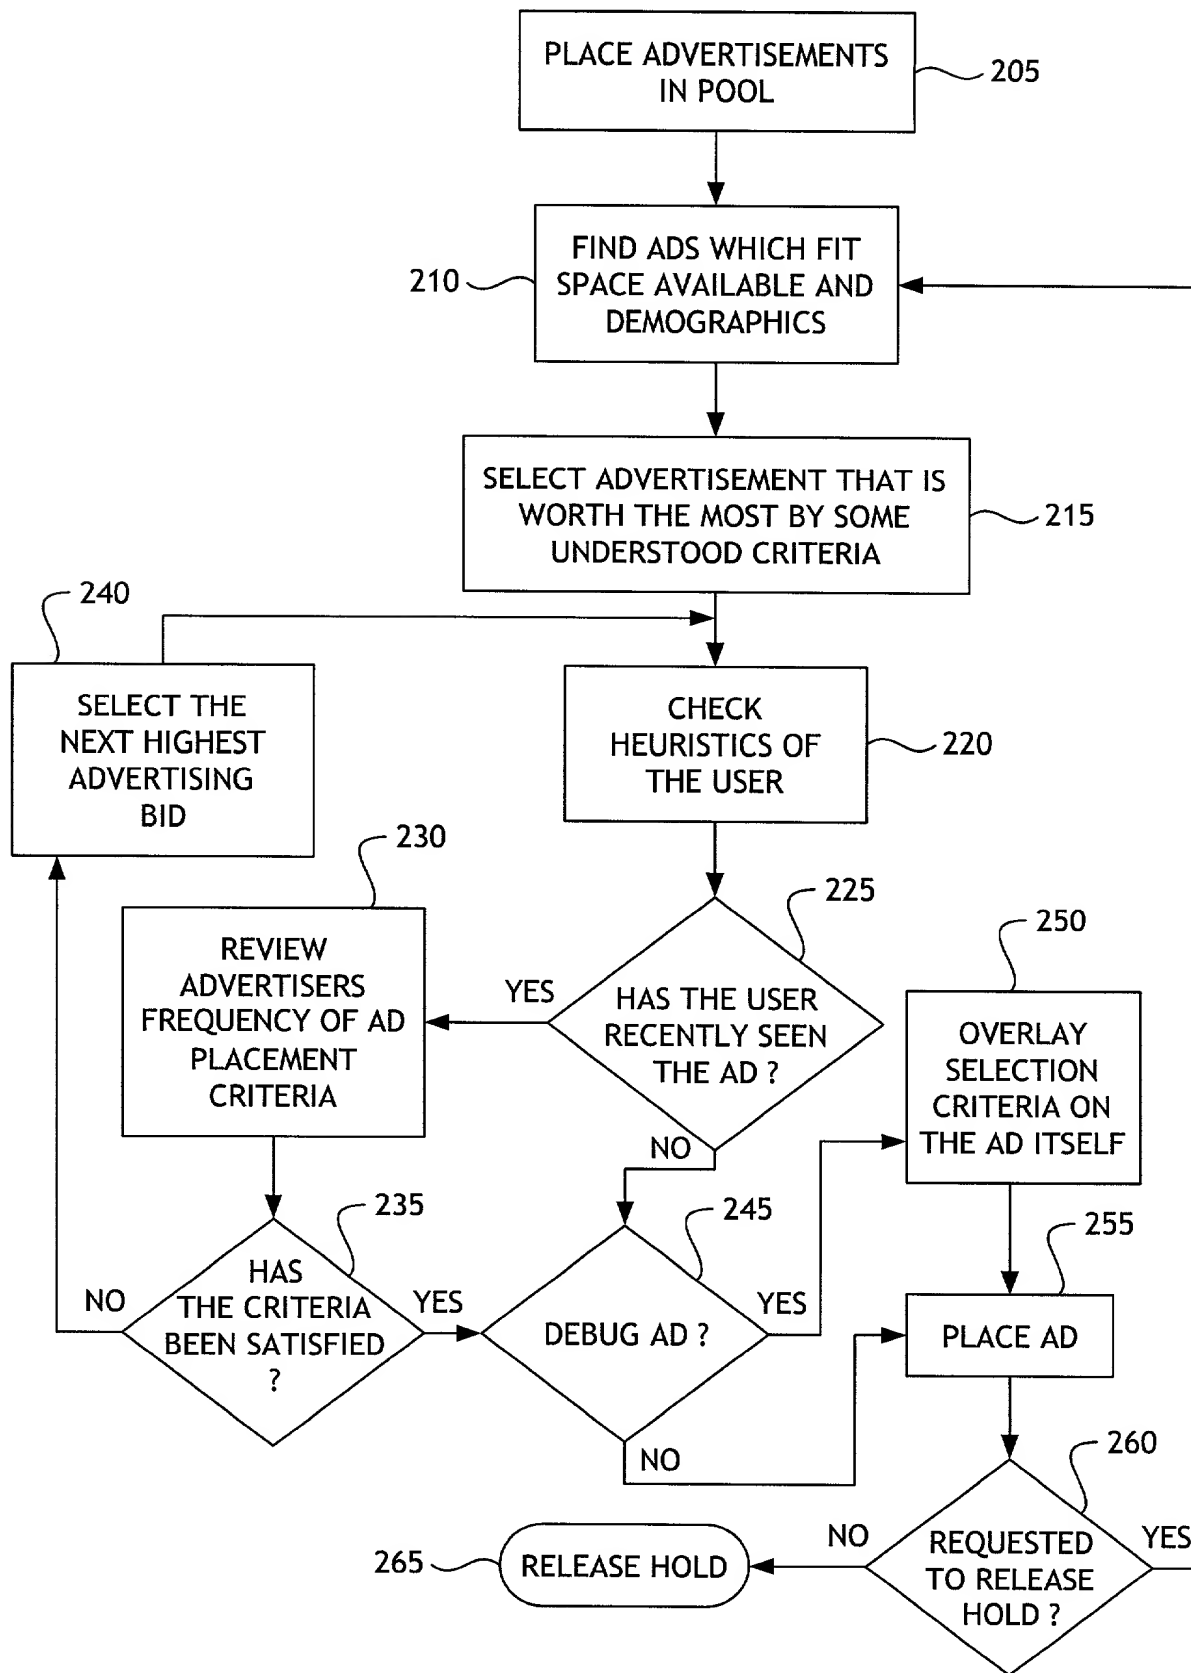 PLACE ADVERTISEMENTS
IN POOL
205
FIND ADS WHICH FIT
SPACE AVAILABLE AND
DEMOGRAPHICS
210
SELECT ADVERTISEMENT THAT IS
WORTH THE MOST BY SOME
UNDERSTOOD CRITERIA
215
240
SELECT THE
NEXT HIGHEST
ADVERTISING
BID
CHECK
HEURISTICS OF
THE USER
220
230
REVIEW
ADVERTISERS
FREQUENCY OF AD
PLACEMENT
CRITERIA
225
YES
HAS THE USER
RECENTLY SEEN
THE AD ?
NO
250
OVERLAY
SELECTION
CRITERIA ON
THE AD ITSELF
235
NO
HAS
THE CRITERIA
BEEN SATISFIED
?
YES
245
DEBUG AD ?
YES
NO
255
PLACE AD
260
NO
REQUESTED
TO RELEASE
HOLD ?
YES
265
RELEASE HOLD